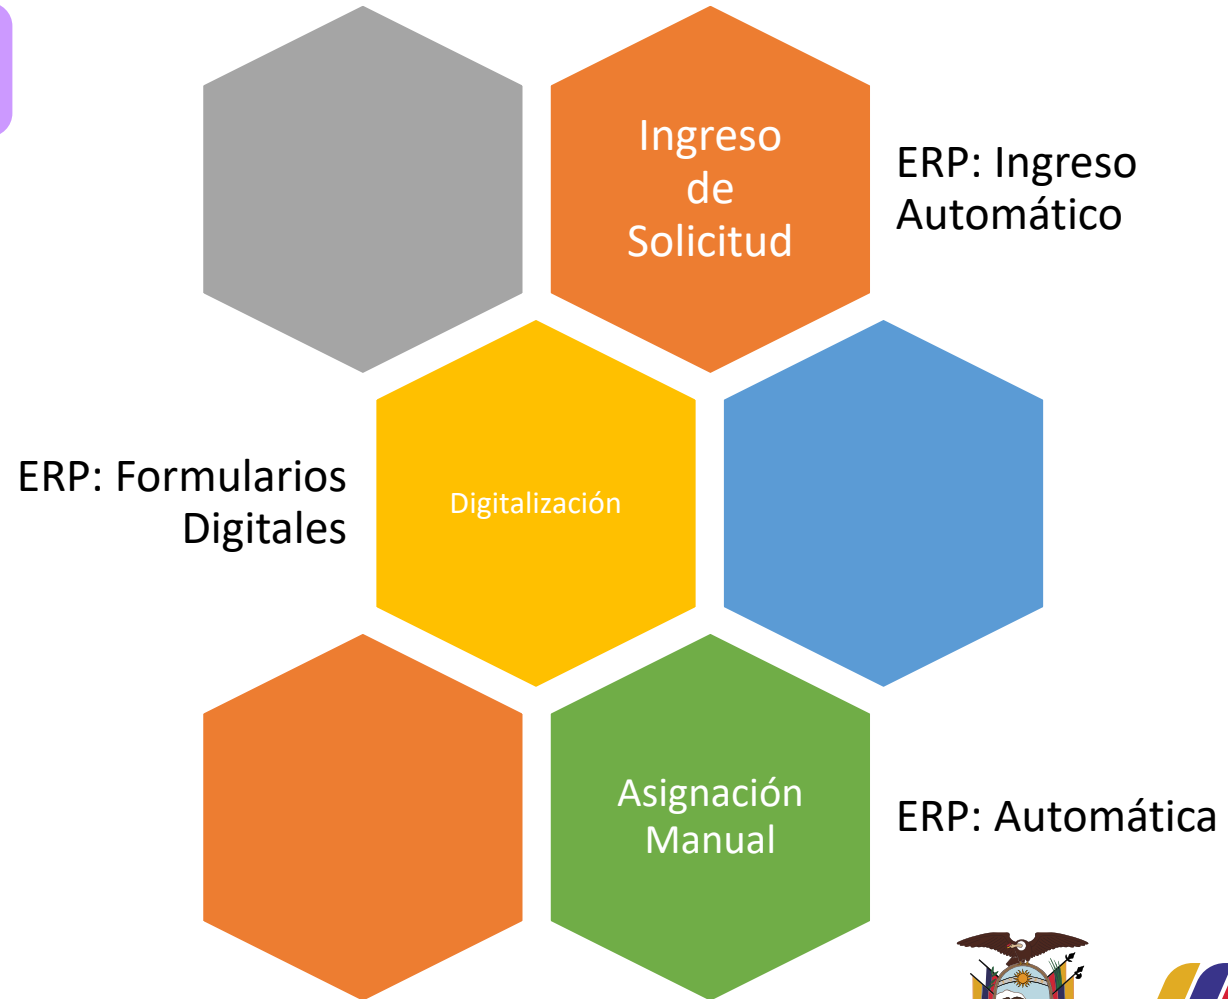 Ingreso
de
Solicitud
ERP: Ingreso
Automático
ERP: Formularios
Digitales
Digitalización
Asignación
Manual
ERP: Automática